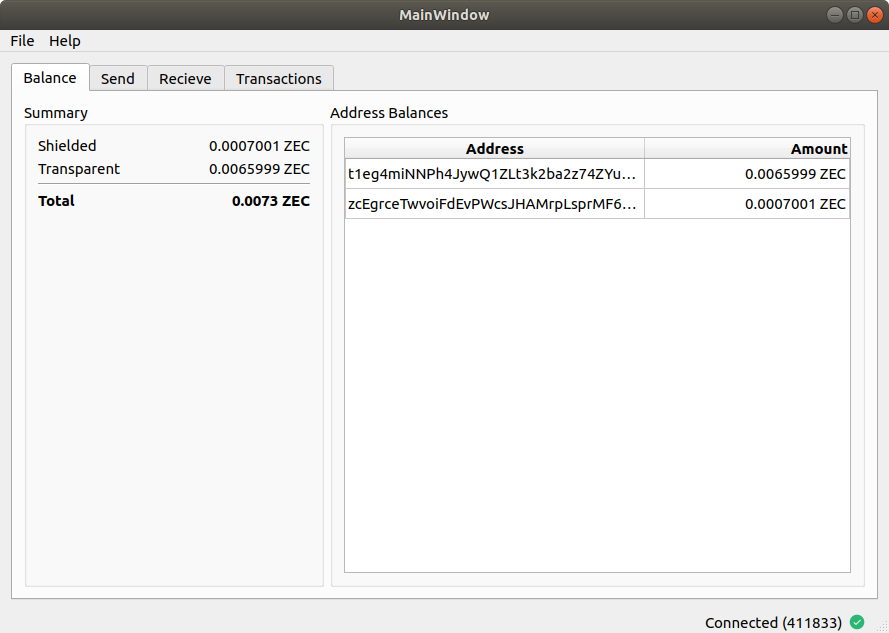 MainWindow
File Help
Balance Send Recieve Transactions
Summary
Shielded 0.0007001 ZEC
Transparent 0.0065999 ZEC
Total 0.0073 ZEC
Address Balances
Address Amount
t1eg4miNNPh4JywQ1ZLt3k2ba2z74ZYu... 0.0065999 ZEC
zcEgrceTwvoiFdEvPWcsJHAMrpLsprMF6... 0.0007001 ZEC
Connected (411833)